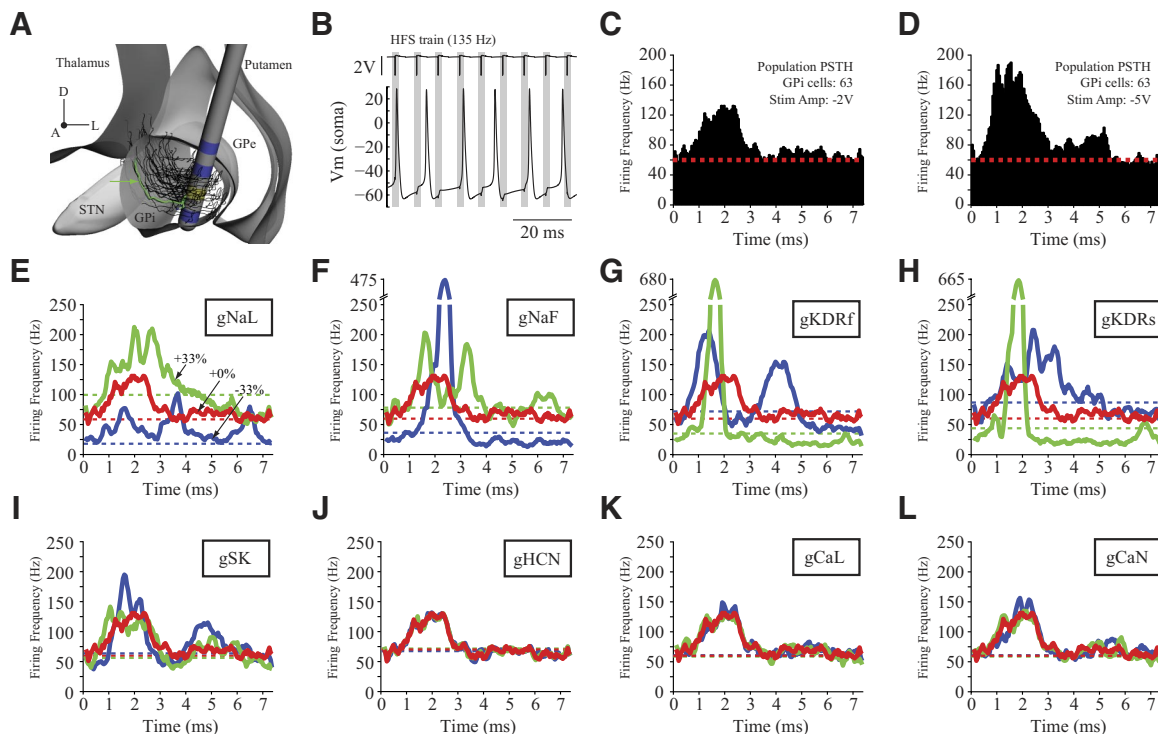 A
Thalamus
Putamen
D
A
L
GPe
STN
GPi
B
HFS train (135 Hz)
2V
Vm (soma)
20
0
−20
−40
−60
20 ms
C
Firing Frequency (Hz)
200
160
120
80
40
0
Population PSTH
GPi cells: 63
Stim Amp: -2V
0 1 2 3 4 5 6 7
Time (ms)
D
Firing Frequency (Hz)
200
160
120
80
40
0
Population PSTH
GPi cells: 63
Stim Amp: -5V
0 1 2 3 4 5 6 7
Time (ms)
E
Firing Frequency (Hz)
250
200
150
100
50
0
gNaL
+33%
+0%
-33%
0 1 2 3 4 5 6 7
Time (ms)
F
Firing Frequency (Hz)
475
250
200
150
100
50
0
gNaF
0 1 2 3 4 5 6 7
Time (ms)
G
Firing Frequency (Hz)
680
250
200
150
100
50
0
gKDRf
0 1 2 3 4 5 6 7
Time (ms)
H
Firing Frequency (Hz)
665
250
200
150
100
50
0
gKDRs
0 1 2 3 4 5 6 7
Time (ms)
I
Firing Frequency (Hz)
250
200
150
100
50
0
gSK
0 1 2 3 4 5 6 7
Time (ms)
J
Firing Frequency (Hz)
250
200
150
100
50
0
gHCN
0 1 2 3 4 5 6 7
Time (ms)
K
Firing Frequency (Hz)
250
200
150
100
50
0
gCaL
0 1 2 3 4 5 6 7
Time (ms)
L
Firing Frequency (Hz)
250
200
150
100
50
0
gCaN
0 1 2 3 4 5 6 7
Time (ms)